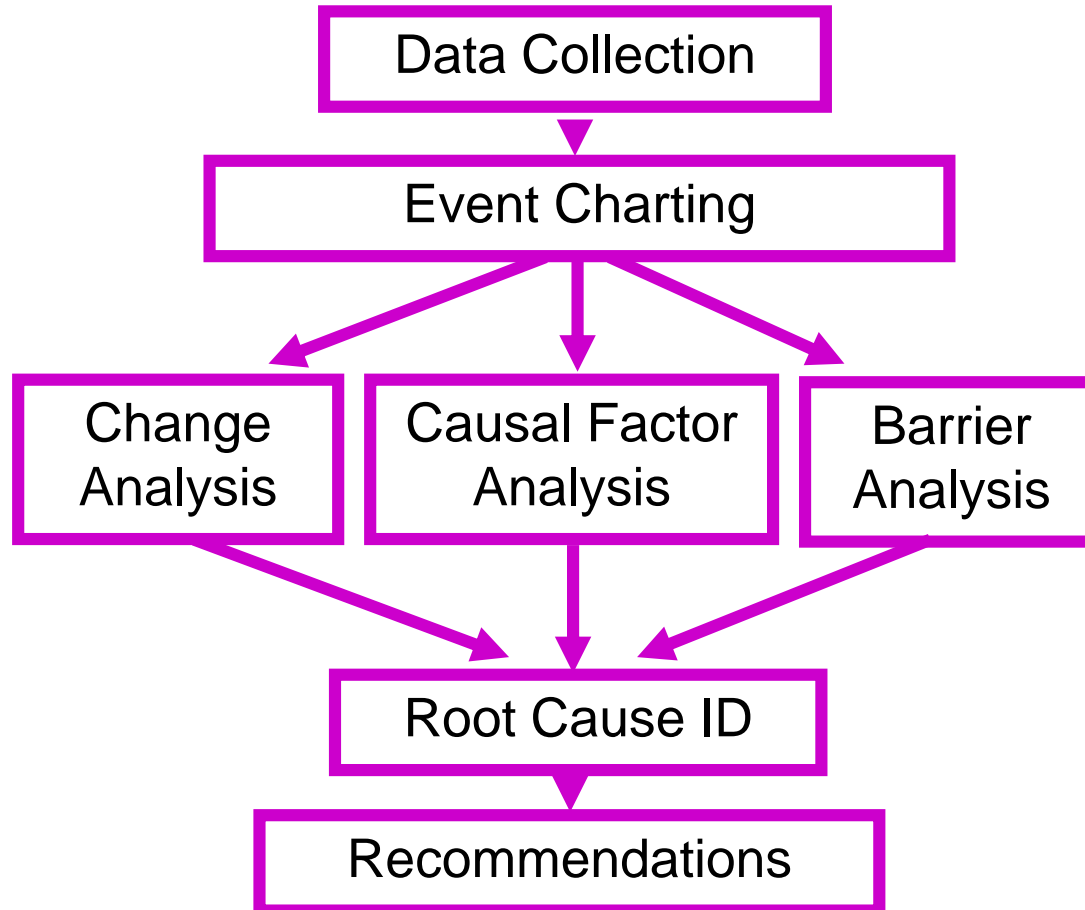 Data Collection
Event Charting
Change
Analysis
Causal Factor
Analysis
Barrier
Analysis
Root Cause ID
Recommendations